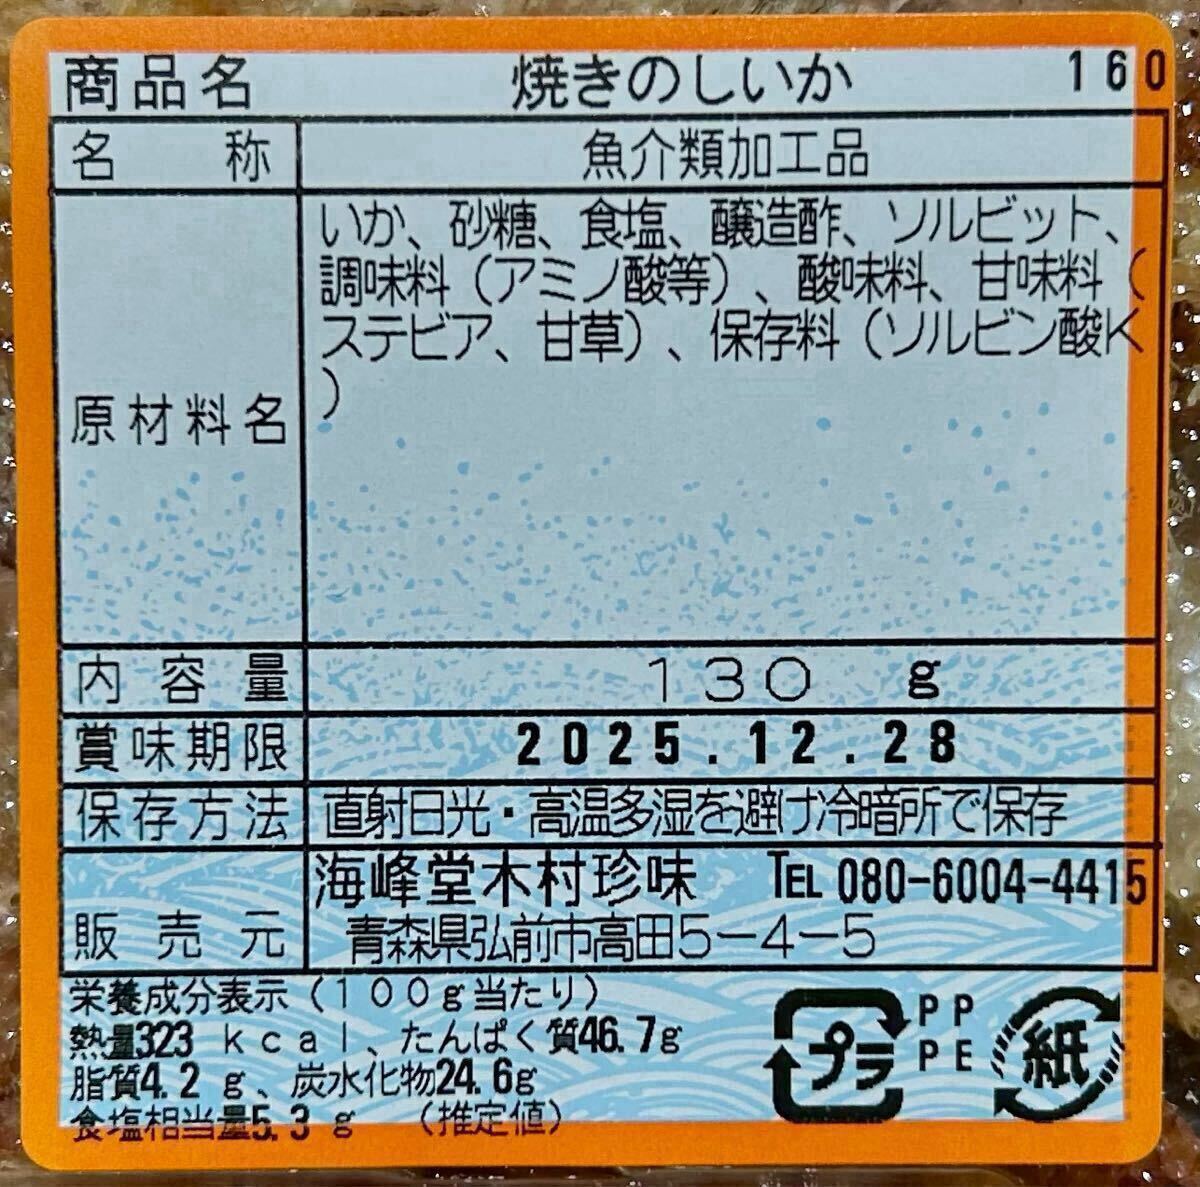 商品名 焼きのしいか 160
名称 魚介類加工品
原材料名 いか、砂糖、食塩、醸造酢、ソルビット、
調味料（アミノ酸等）、酸味料、甘味料（
ステビア、甘草）、保存料（ソルビン酸K
）
内容量 130 g
賞味期限 2025.12.28
保存方法 直射日光・高温多湿を避け冷暗所で保存
海峰堂木村珍味 TEL 080-6004-4415
販売元 青森県弘前市高田5-4-5
栄養成分表示（100g当たり）
熱量323 kcal、たんぱく質46.7g
脂質4.2g、炭水化物24.6g
食塩相当量5.3g （推定値）
プラ PP
PE
紙